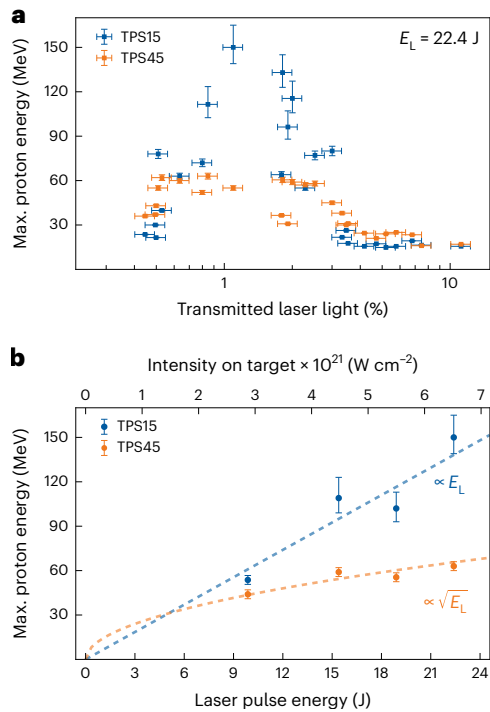 a
TPS15
TPS45
E_L = 22.4 J
Max. proton energy (MeV)
150
120
90
60
30
1
10
Transmitted laser light (%)
b
Intensity on target × 10²¹ (W cm⁻²)
0 1 2 3 4 5 6 7
TPS15
TPS45
Max. proton energy (MeV)
150
120
90
60
30
∝ E_L
∝ √E_L
0 3 6 9 12 15 18 21 24
Laser pulse energy (J)